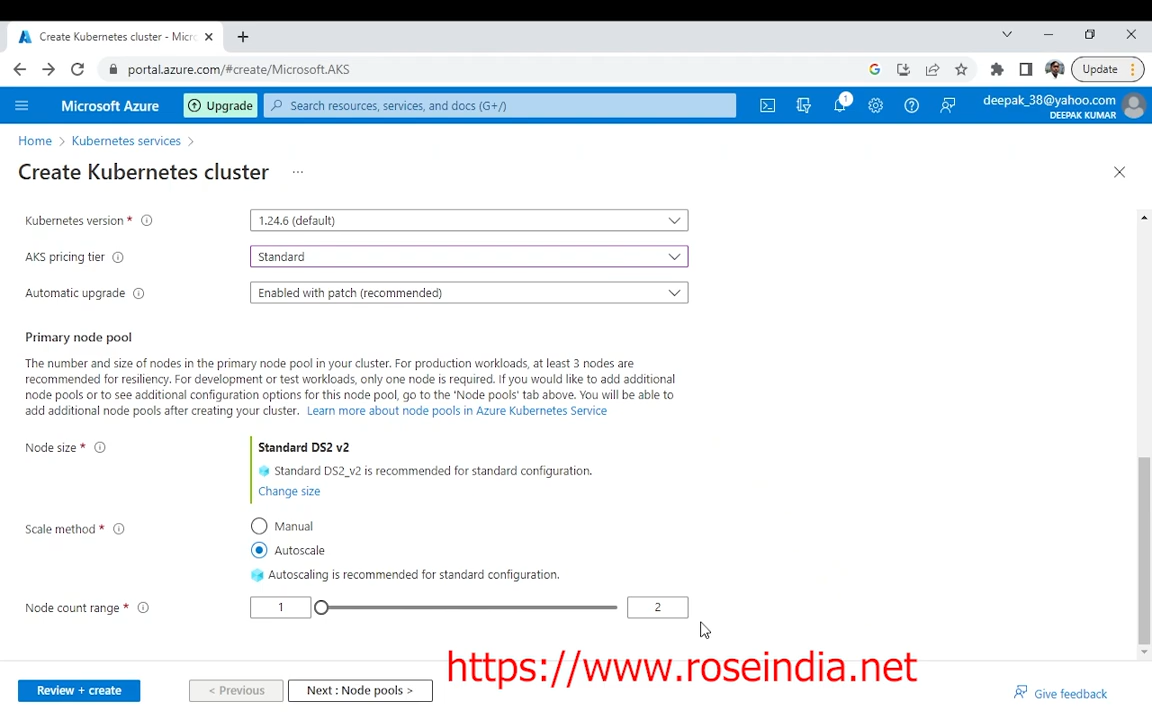 Create Kubernetes cluster - Micr
portal.azure.com/#create/Microsoft.AKS
Update
Microsoft Azure
Upgrade
Search resources, services, and docs (G+/)
1
deepak_38@yahoo.com
DEEPAK KUMAR
Home > Kubernetes services >
Create Kubernetes cluster ...
Kubernetes version * 1.24.6 (default)
AKS pricing tier Standard
Automatic upgrade Enabled with patch (recommended)
Primary node pool
The number and size of nodes in the primary node pool in your cluster. For production workloads, at least 3 nodes are
recommended for resiliency. For development or test workloads, only one node is required. If you would like to add additional
node pools or to see additional configuration options for this node pool, go to the 'Node pools' tab above. You will be able to
add additional node pools after creating your cluster. Learn more about node pools in Azure Kubernetes Service
Node size * Standard DS2 v2
Standard DS2_v2 is recommended for standard configuration.
Change size
Scale method * Manual
Autoscale
Autoscaling is recommended for standard configuration.
Node count range * 1 2
https://www.roseindia.net
Review + create
< Previous
Next : Node pools >
Give feedback